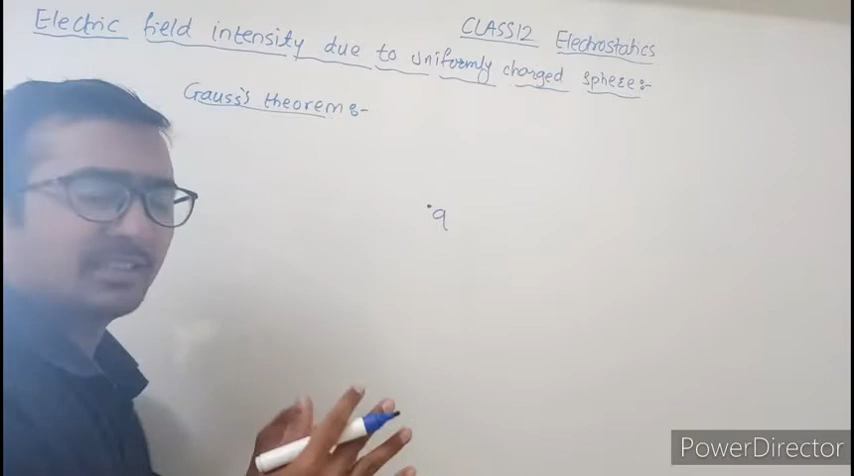 CLASS12 Electrostatics
Electric field intensity due to uniformly charged sphere:-
Gauss's theorem:-
q
PowerDirector